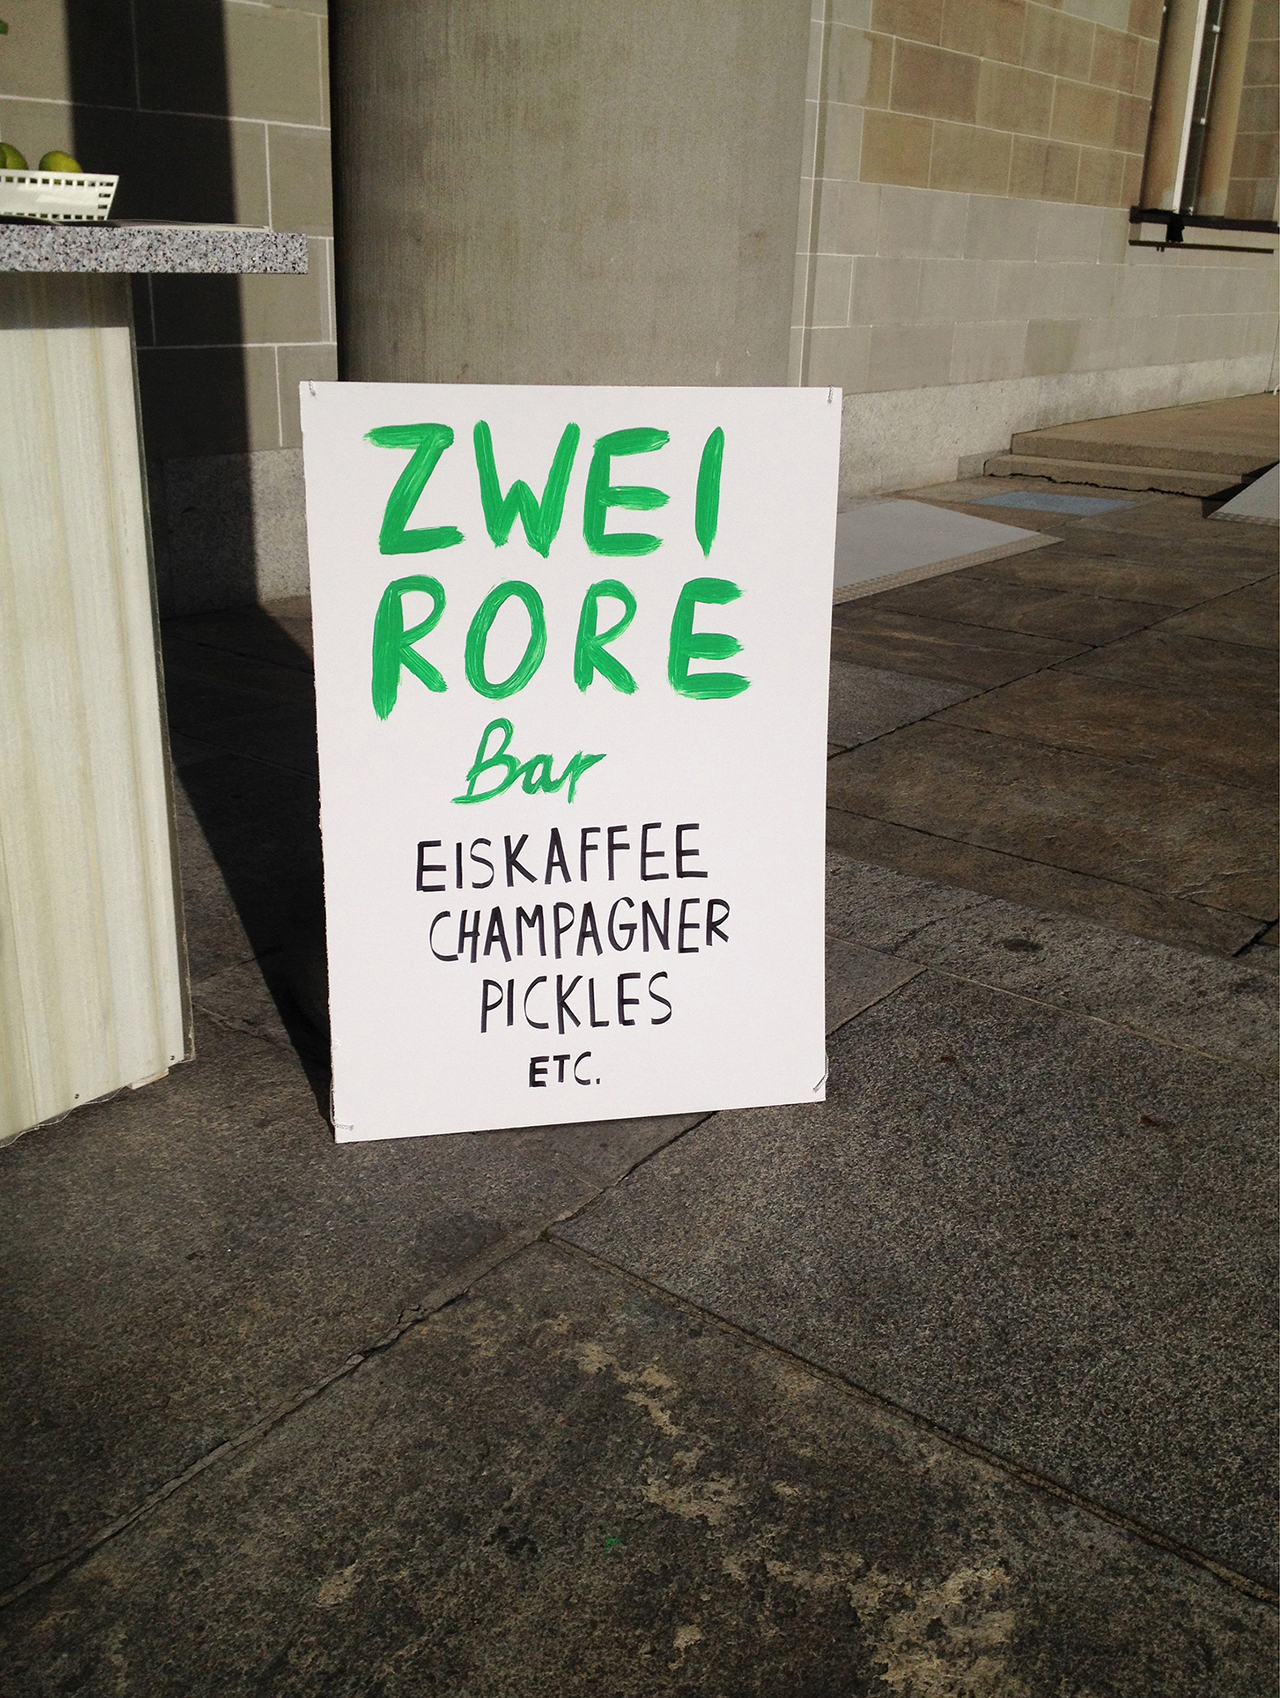 ZWEI
RORE
Bar
EISKAFFEE
CHAMPAGNER
PICKLES
ETC.